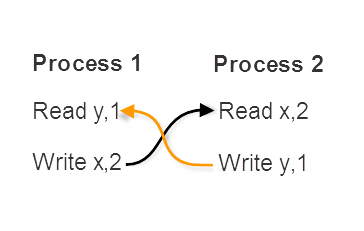 Process 1 Process 2
Read y,1 Read x,2
Write x,2 Write y,1